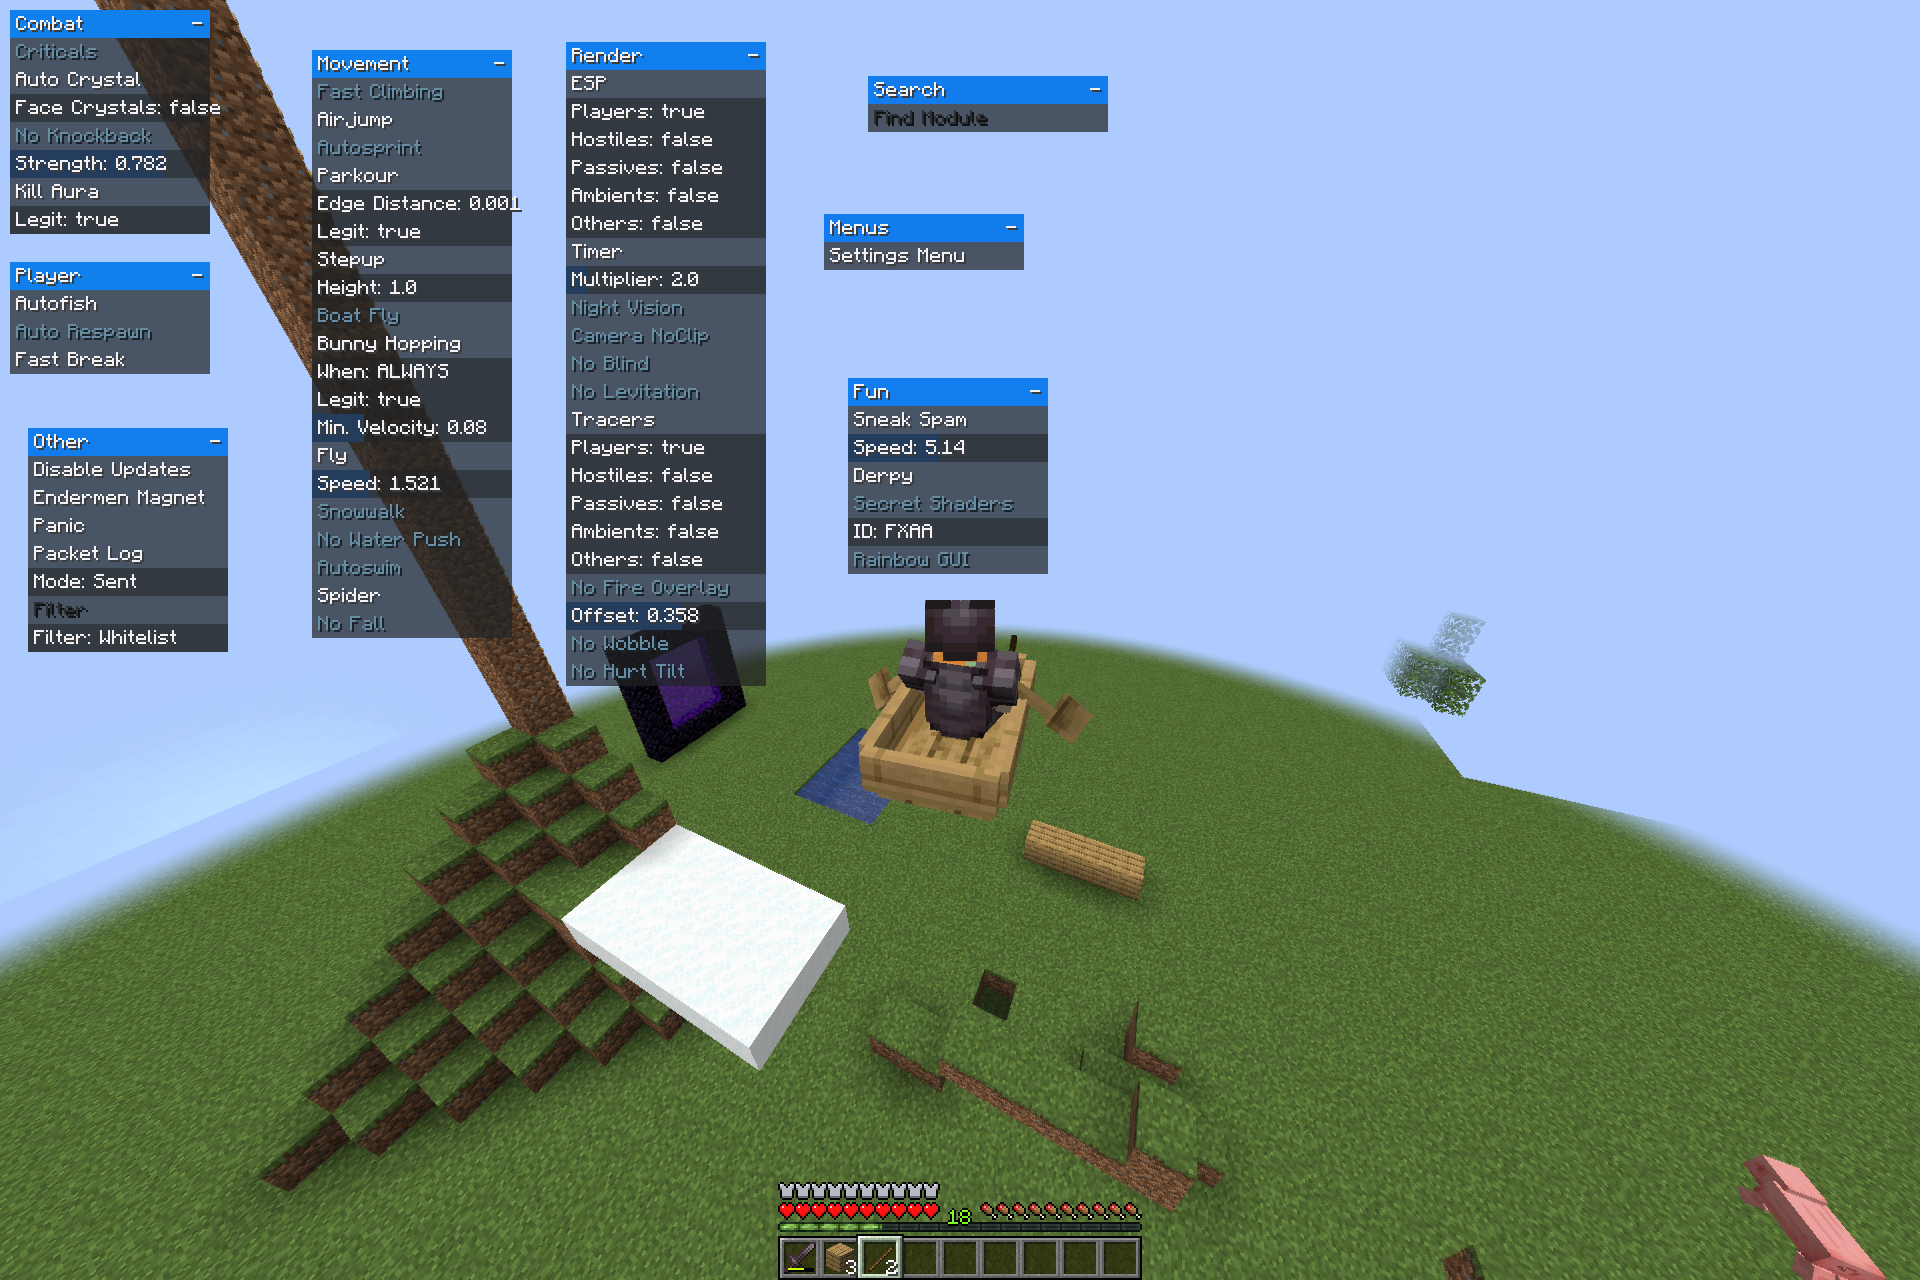 Combat
Criticals
Auto Crystal
Face Crystals: false
No Knockback
Strength: 0.782
Kill Aura
Legit: true
Player
Autofish
Auto Respawn
Fast Break
Other
Disable Updates
Endermen Magnet
Panic
Packet Log
Mode: Sent
Filter
Filter: Whitelist
Movement
Fast Climbing
AirJump
Autosprint
Parkour
Edge Distance: 0.001
Legit: true
Stepup
Height: 1.0
Boat Fly
Bunny Hopping
When: ALWAYS
Legit: true
Min. Velocity: 0.08
Fly
Speed: 1.521
Snowwalk
No Water Push
Autoswim
Spider
No Fall
Render
ESP
Players: true
Hostiles: false
Passives: false
Ambients: false
Others: false
Timer
Multiplier: 2.0
Night Vision
Camera NoClip
No Blind
No Levitation
Tracers
Players: true
Hostiles: false
Passives: false
Ambients: false
Others: false
No Fire Overlay
Offset: 0.358
No Wobble
No Hurt Tilt
Search
Find Module
Menus
Settings Menu
Fun
Sneak Spam
Speed: 5.14
Derpy
Secret Shaders
ID: FXAA
Rainbow GUI
18
3
2